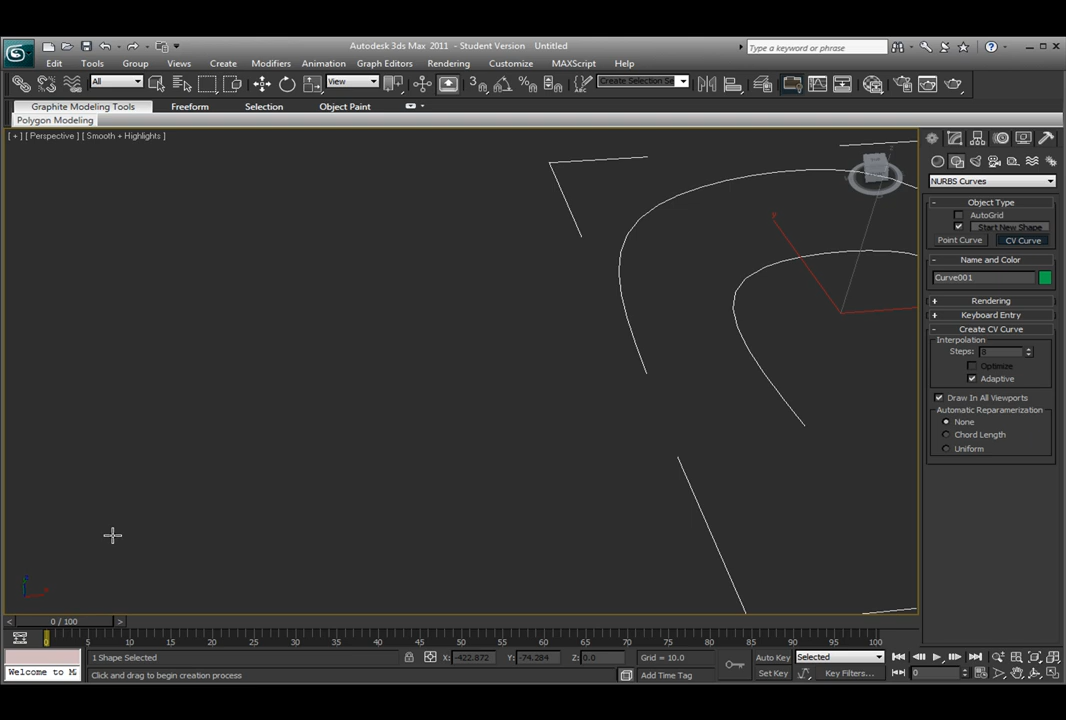 Autodesk 3ds Max 2011 - Student Version Untitled
Type a keyword or phrase
Edit Tools Group Views Create Modifiers Animation Graph Editors Rendering Customize MAXScript Help
All View Create Selection Se
Graphite Modeling Tools Freeform Selection Object Paint
Polygon Modeling
[ + ] [ Perspective ] [ Smooth + Highlights ]
NURBS Curves
- Object Type
AutoGrid
Start New Shape
Point Curve CV Curve
- Name and Color
Curve001
+ Rendering
+ Keyboard Entry
- Create CV Curve
Interpolation
Steps: 8
Optimize
Adaptive
Draw In All Viewports
Automatic Reparameterization
None
Chord Length
Uniform
< 0 / 100 >
0 5 10 15 20 25 30 35 40 45 50 55 60 65 70 75 80 85 90 95 100
1 Shape Selected X: -422.872 Y: -74.284 Z: 0.0 Grid = 10.0 Auto Key Selected
Welcome to M Click and drag to begin creation process Add Time Tag Set Key Key Filters... 0